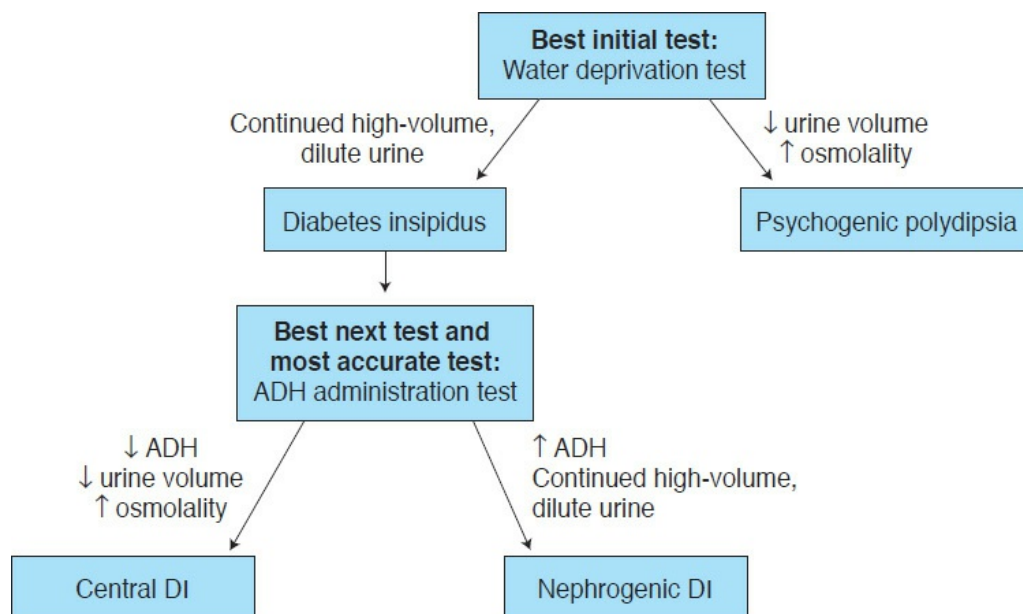 Best initial test:
Water deprivation test
Continued high-volume,
dilute urine
↓ urine volume
↑ osmolality
Diabetes insipidus
Psychogenic polydipsia
Best next test and
most accurate test:
ADH administration test
↓ ADH
↓ urine volume
↑ osmolality
↑ ADH
Continued high-volume,
dilute urine
Central DI
Nephrogenic DI